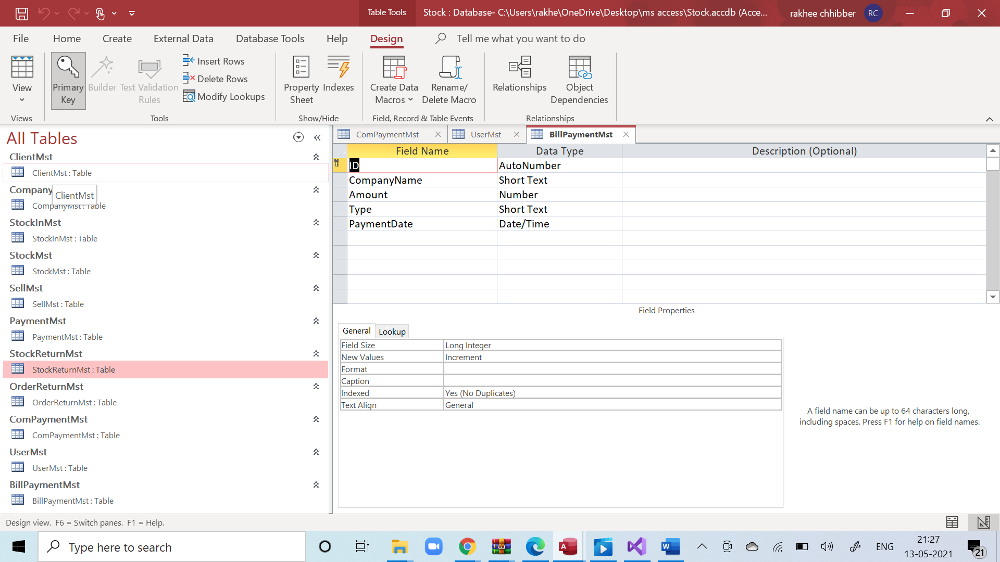 Table Tools
Stock : Database- C:\Users\rakhe\OneDrive\Desktop\ms access\Stock.accdb (Acce...
rakhee chhibber
RC
File
Home
Create
External Data
Database Tools
Help
Design
Tell me what you want to do
View
Primary Key
Builder
Test Validation Rules
Insert Rows
Delete Rows
Modify Lookups
Property Sheet
Indexes
Create Data Macros
Rename/ Delete Macro
Relationships
Object Dependencies
Views
Tools
Show/Hide
Field, Record & Table Events
Relationships
All Tables
ClientMst
ClientMst : Table
Company
ClientMst
CompanyMst : Table
StockInMst
StockInMst : Table
StockMst
StockMst : Table
SellMst
SellMst : Table
PaymentMst
PaymentMst : Table
StockReturnMst
StockReturnMst : Table
OrderReturnMst
OrderReturnMst : Table
ComPaymentMst
ComPaymentMst : Table
UserMst
UserMst : Table
BillPaymentMst
BillPaymentMst : Table
ComPaymentMst
UserMst
BillPaymentMst
Field Name Data Type Description (Optional)
ID AutoNumber
CompanyName Short Text
Amount Number
Type Short Text
PaymentDate Date/Time
Field Properties
General Lookup
Field Size Long Integer
New Values Increment
Format
Caption
Indexed Yes (No Duplicates)
Text Align General
A field name can be up to 64 characters long,
including spaces. Press F1 for help on field names.
Design view. F6 = Switch panes. F1 = Help.
Type here to search
ENG
21:27
13-05-2021
21